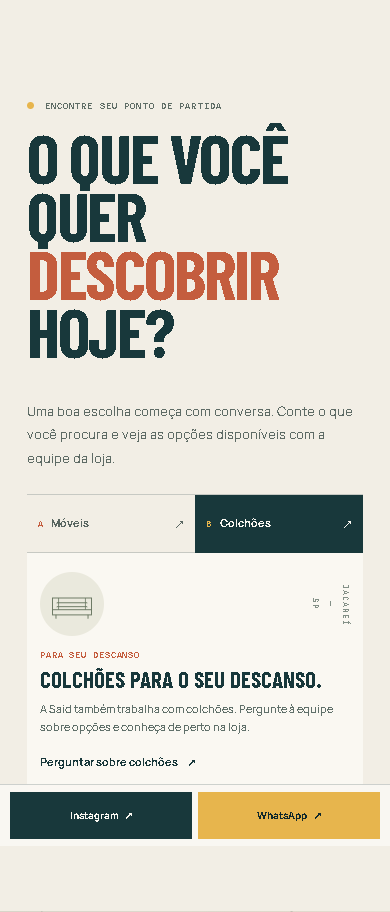 ENCONTRE SEU PONTO DE PARTIDA
O QUE VOCÊ
QUER
DESCOBRIR
HOJE?
Uma boa escolha começa com conversa. Conte o que
você procura e veja as opções disponíveis com a
equipe da loja.
A Móveis ↗
B Colchões ↗
JACAREÍ
—
SP
PARA SEU DESCANSO
COLCHÕES PARA O SEU DESCANSO.
A Said também trabalha com colchões. Pergunte à equipe
sobre opções e conheça de perto na loja.
Perguntar sobre colchões ↗
Instagram ↗
WhatsApp ↗